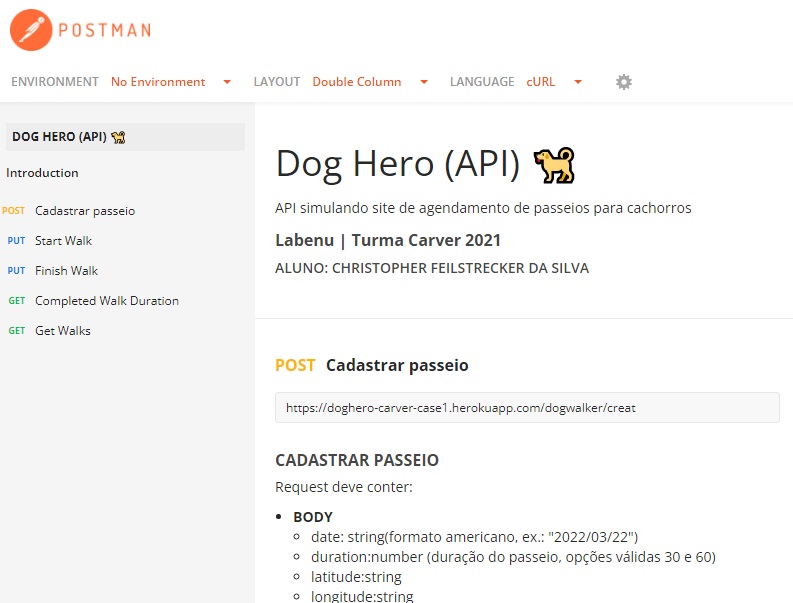 POSTMAN
ENVIRONMENT No Environment LAYOUT Double Column LANGUAGE cURL
DOG HERO (API) 🐕
Introduction
POST Cadastrar passeio
PUT Start Walk
PUT Finish Walk
GET Completed Walk Duration
GET Get Walks
Dog Hero (API) 🐕
API simulando site de agendamento de passeios para cachorros
Labenu | Turma Carver 2021
ALUNO: CHRISTOPHER FEILSTRECKER DA SILVA
POST Cadastrar passeio
https://doghero-carver-case1.herokuapp.com/dogwalker/creat
CADASTRAR PASSEIO
Request deve conter:
BODY
date: string(formato americano, ex.: "2022/03/22")
duration:number (duração do passeio, opções válidas 30 e 60)
latitude:string
longitude:string